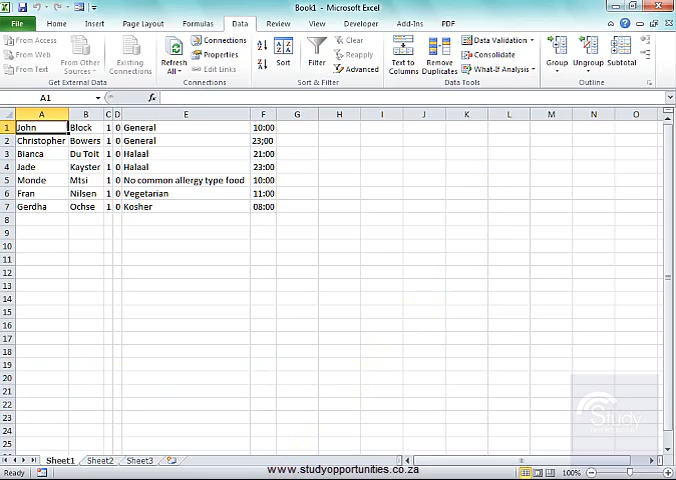 Book1 - Microsoft Excel
File Home Insert Page Layout Formulas Data Review View Developer Add-Ins PDF
From Access
From Web
From Text
From Other Sources
Existing Connections
Get External Data
Refresh All
Connections
Properties
Edit Links
Connections
Sort
Filter
Clear
Reapply
Advanced
Sort & Filter
Text to Columns
Remove Duplicates
Data Validation
Consolidate
What-If Analysis
Data Tools
Group
Ungroup
Subtotal
Outline
A1 fx
A B C D E F G H I J K L M N O
1 John Block 1 0 General 10:00
2 Christopher Bowers 1 0 General 23;00
3 Bianca Du Toit 1 0 Halaal 21:00
4 Jade Kayster 1 0 Halaal 23:00
5 Monde Mtsi 1 0 No common allergy type food 10:00
6 Fran Nilsen 1 0 Vegetarian 11:00
7 Gerdha Ochse 1 0 Kosher 08:00
8
9
10
11
12
13
14
15
16
17
18
19
20
21
22
23
24
25
Study
Sheet1 Sheet2 Sheet3
Ready 100%
www.studyopportunities.co.za